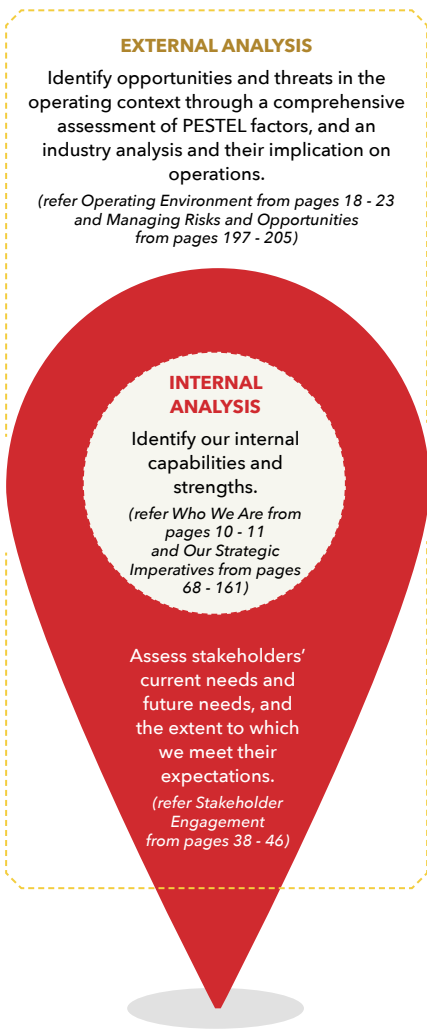 EXTERNAL ANALYSIS
Identify opportunities and threats in the
operating context through a comprehensive
assessment of PESTEL factors, and an
industry analysis and their implication on
operations.
(refer Operating Environment from pages 18 - 23
and Managing Risks and Opportunities
from pages 197 - 205)
INTERNAL
ANALYSIS
Identify our internal
capabilities and
strengths.
(refer Who We Are from
pages 10 - 11
and Our Strategic
Imperatives from pages
68 - 161)
Assess stakeholders’
current needs and
future needs, and
the extent to which
we meet their
expectations.
(refer Stakeholder
Engagement
from pages 38 - 46)